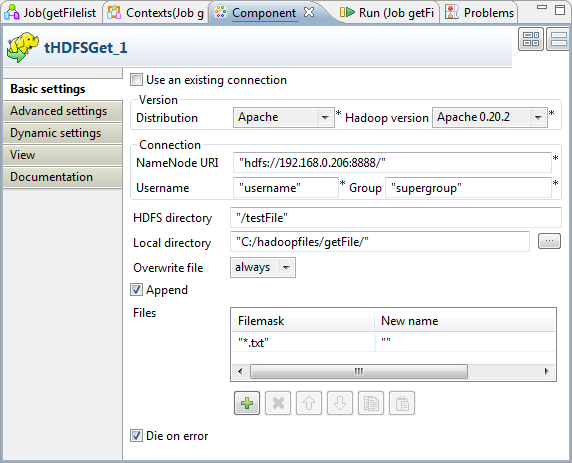 Job(getFilelist Contexts(Job g Component Run (Job getFi Problems
tHDFSGet_1
Basic settings
Advanced settings
Dynamic settings
View
Documentation
Use an existing connection
Version
Distribution Apache * Hadoop version Apache 0.20.2 *
Connection
NameNode URI "hdfs://192.168.0.206:8888/" *
Username "username" * Group "supergroup" *
HDFS directory "/testFile"
Local directory "C:/hadoopfiles/getFile/" ...
Overwrite file always
Append
Files
Filemask New name
"*.txt" ""
Die on error